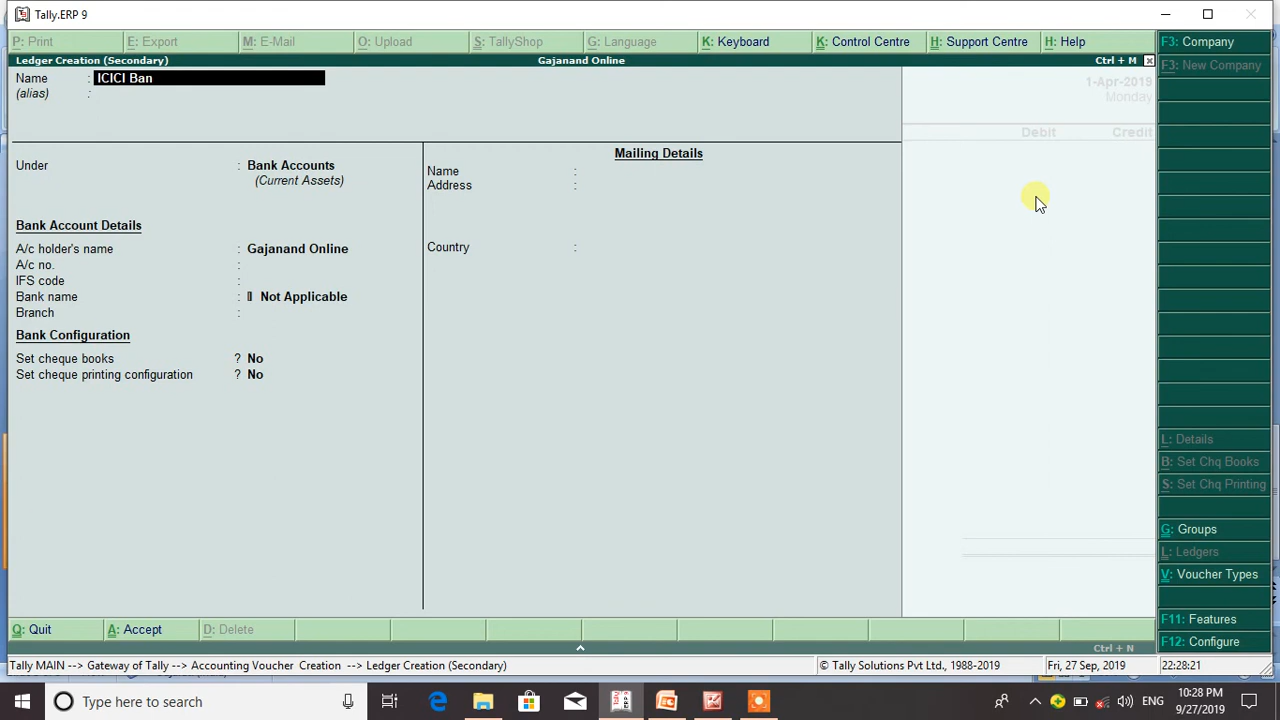 Tally.ERP 9
P: Print E: Export M: E-Mail O: Upload S: TallyShop G: Language K: Keyboard K: Control Centre H: Support Centre H: Help
F3: Company
Ledger Creation (Secondary) Gajanand Online Ctrl + M
F3: New Company
Name : ICICI Ban
(alias) :
1-Apr-2019
Monday
Debit Credit
Under : Bank Accounts
(Current Assets)
Bank Account Details
A/c holder's name : Gajanand Online
A/c no. :
IFS code :
Bank name : Not Applicable
Branch :
Bank Configuration
Set cheque books ? No
Set cheque printing configuration ? No
Mailing Details
Name :
Address :
Country :
L: Details
B: Set Chq Books
S: Set Chq Printing
G: Groups
L: Ledgers
V: Voucher Types
F11: Features
F12: Configure
Q: Quit A: Accept D: Delete
Ctrl + N
Tally MAIN --> Gateway of Tally --> Accounting Voucher Creation --> Ledger Creation (Secondary) © Tally Solutions Pvt Ltd., 1988-2019 Fri, 27 Sep, 2019 22:28:21
Type here to search
ENG
10:28 PM
9/27/2019